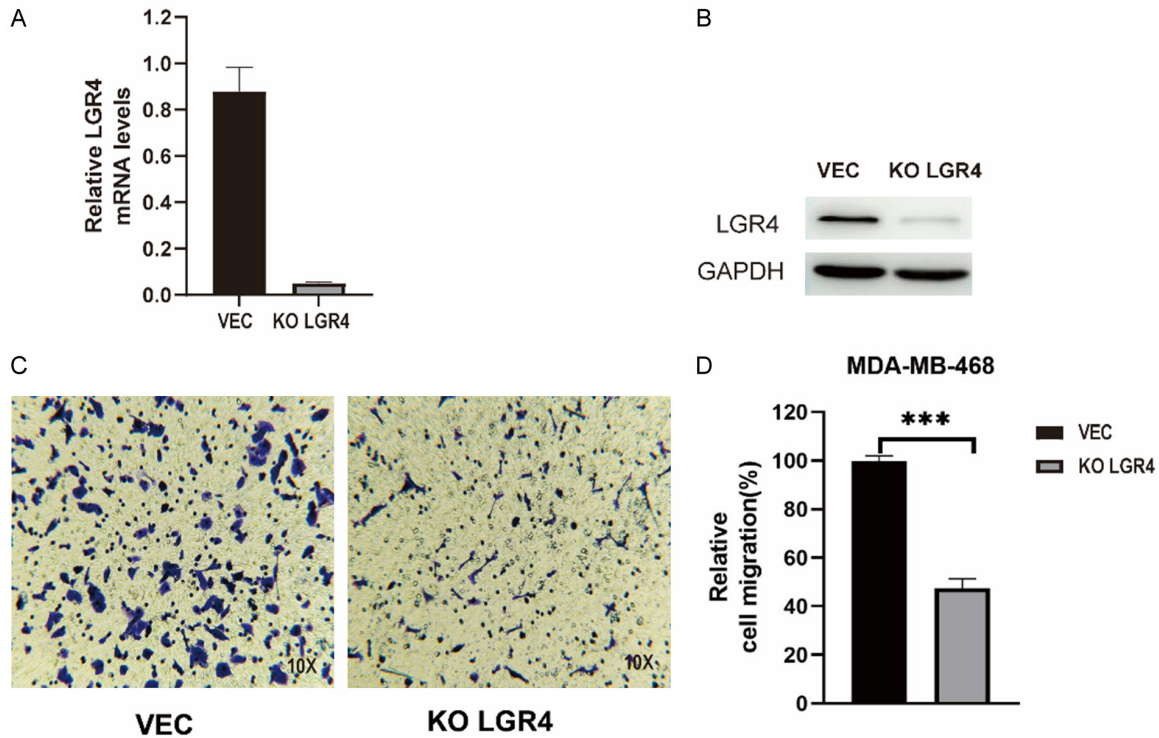 A
1.2
1.0
0.8
0.6
0.4
0.2
0.0
Relative LGR4
mRNA levels
VEC KO LGR4
B
VEC KO LGR4
LGR4
GAPDH
C
10X
10X
VEC
KO LGR4
D
MDA-MB-468
120
100
80
60
40
20
0
Relative
cell migration(%)
***
VEC
KO LGR4